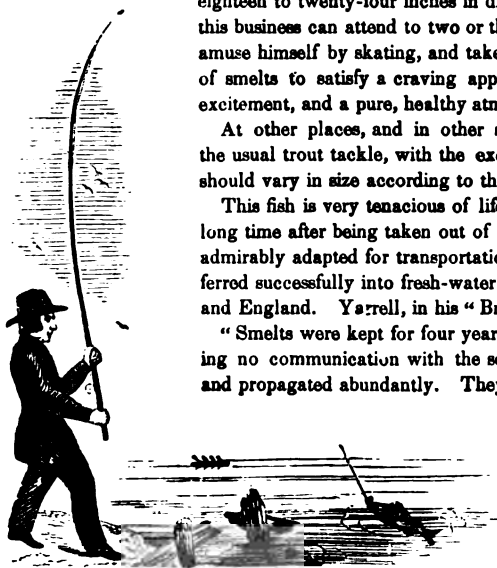 eighteen to twenty-four inches in d
this business can attend to two or th
amuse himself by skating, and take
of smelts to satisfy a craving app
excitement, and a pure, healthy atm
At other places, and in other s
the usual trout tackle, with the exc
should vary in size according to th
This fish is very tenacious of life
long time after being taken out of
admirably adapted for transportatio
ferred successfully into fresh-water
and England. Yarrell, in his “ Br
“ Smelts were kept for four year
ing no communication with the se
and propagated abundantly. They